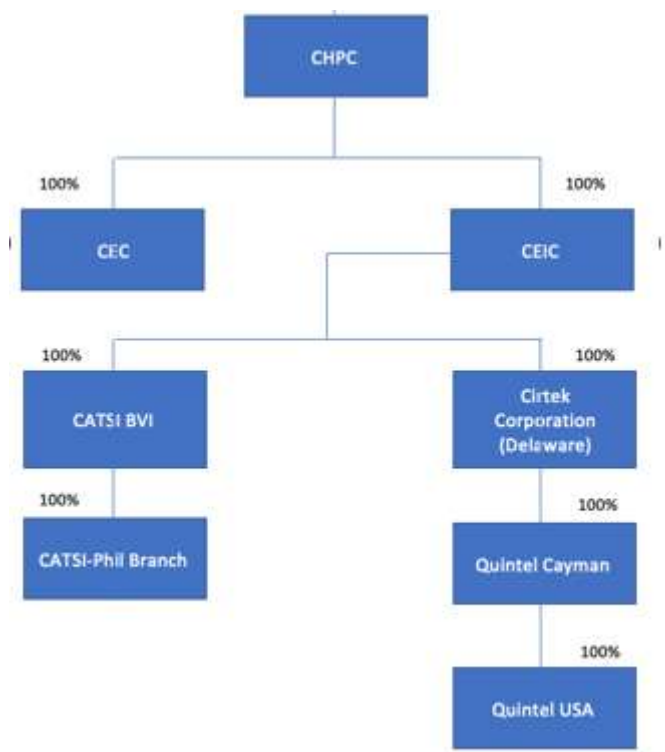 CHPC
100%
100%
CEC
CEIC
100%
100%
CATSI BVI
Cirtek
Corporation
(Delaware)
100%
100%
CATSI-Phil Branch
Quintel Cayman
100%
Quintel USA